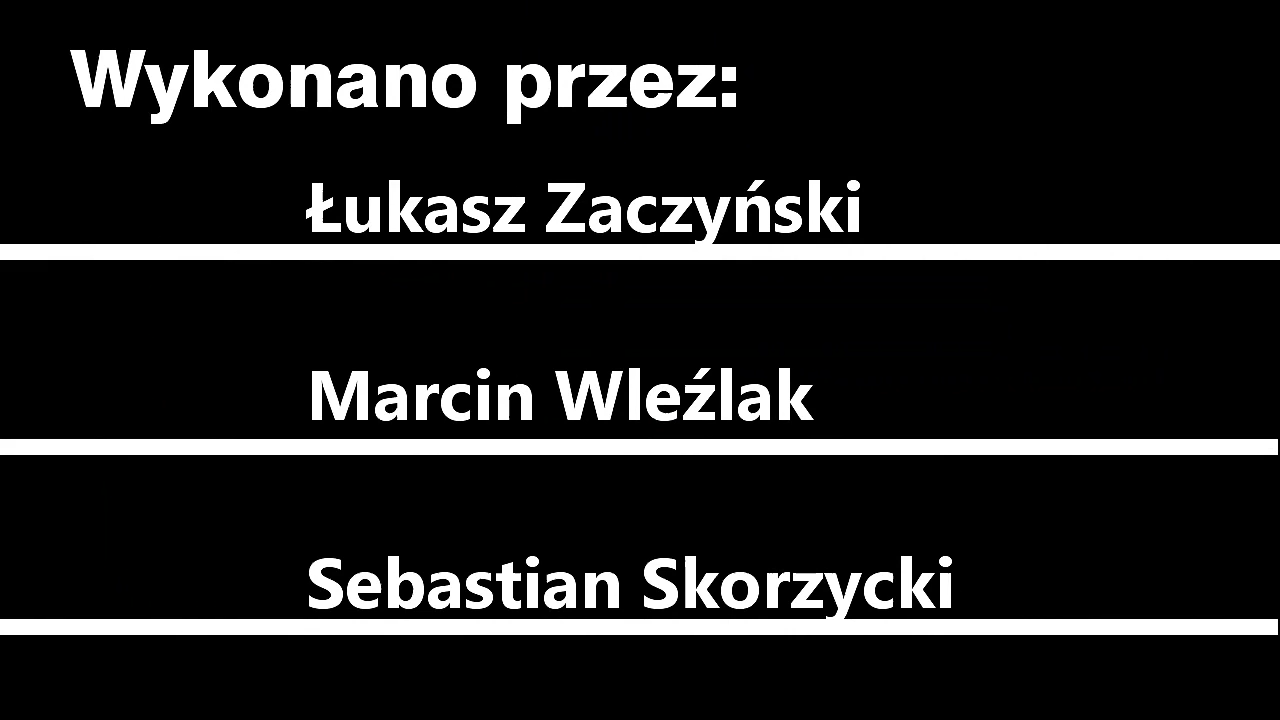 Wykonano przez:
Łukasz Zaczyński
Marcin Wleźlak
Sebastian Skorzycki